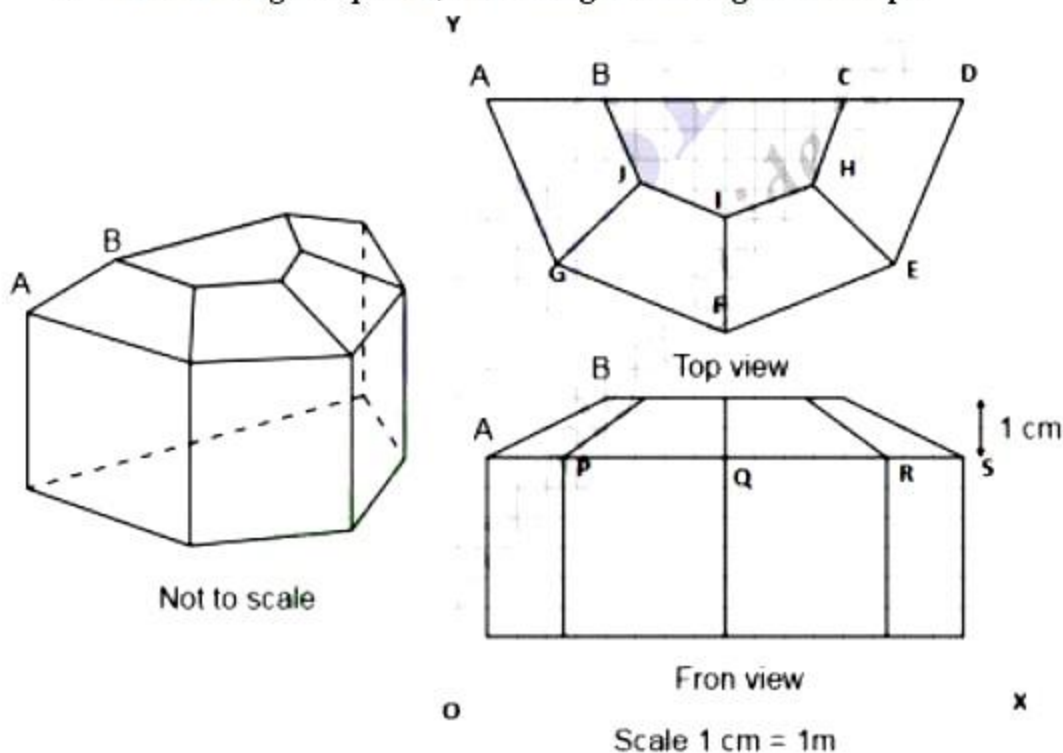 Y
A B C D
J H
I
G E
F
Top view
B
A
1 cm
P Q R S
B
A
Not to scale
Fron view
O X
Scale 1 cm = 1m